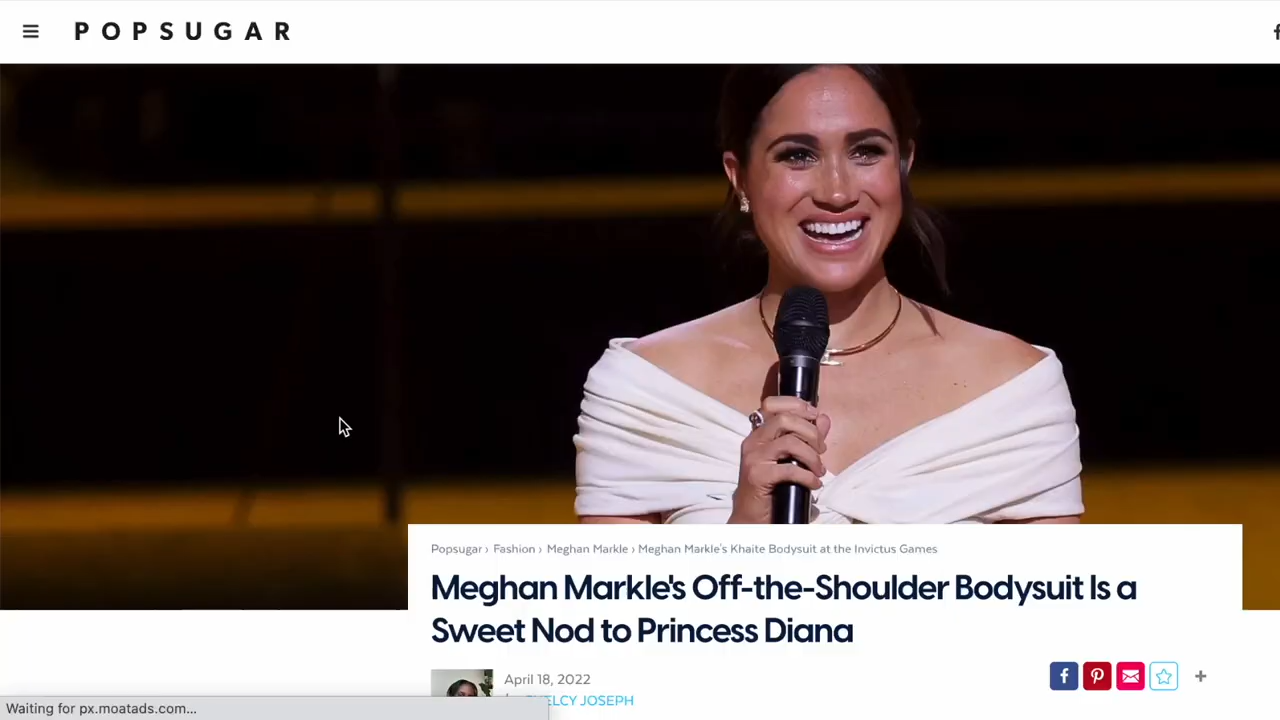 POPSUGAR
Popsugar › Fashion › Meghan Markle › Meghan Markle's Khaite Bodysuit at the Invictus Games
Meghan Markle's Off-the-Shoulder Bodysuit Is a
Sweet Nod to Princess Diana
April 18, 2022
JOSEPH
Waiting for px.moatads.com...